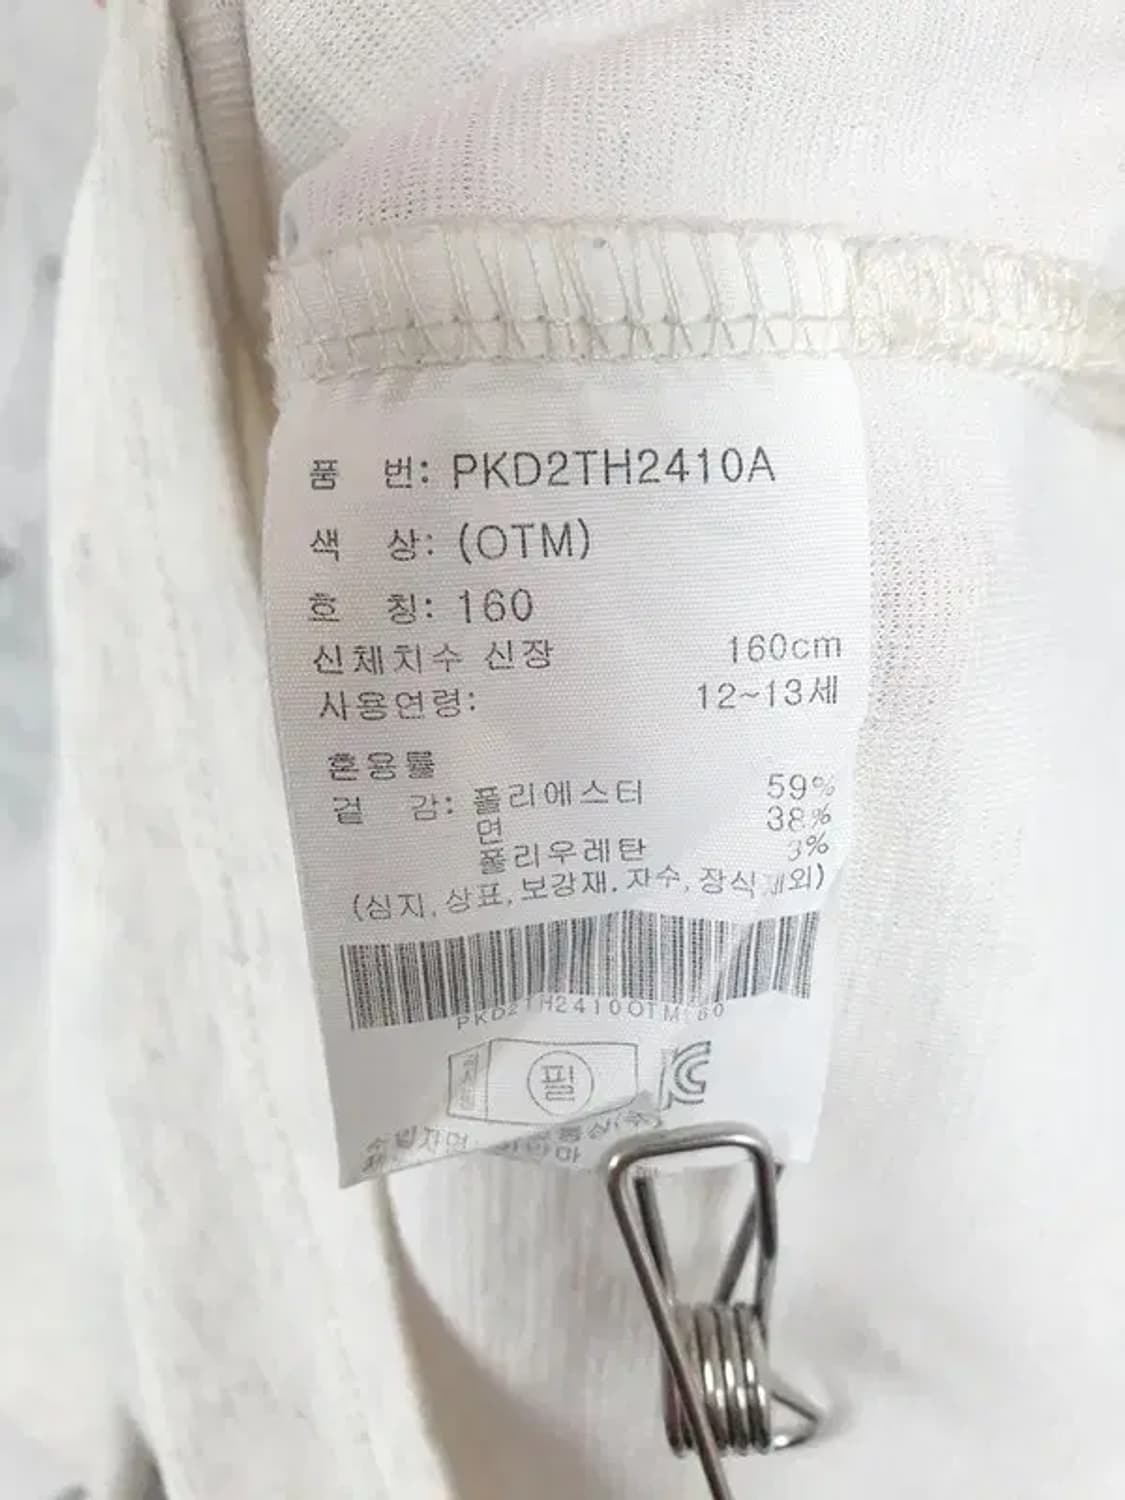 품 번: PKD2TH2410A
색 상: (OTM)
호 칭: 160
신체치수 신장 160cm
사용연령: 12~13세
혼용률
겉 감: 폴리에스터 59%
면 38%
폴리우레탄 3%
(심지,상표,보강재,자수,장식제외)
PKD2TH2410OTM160
필